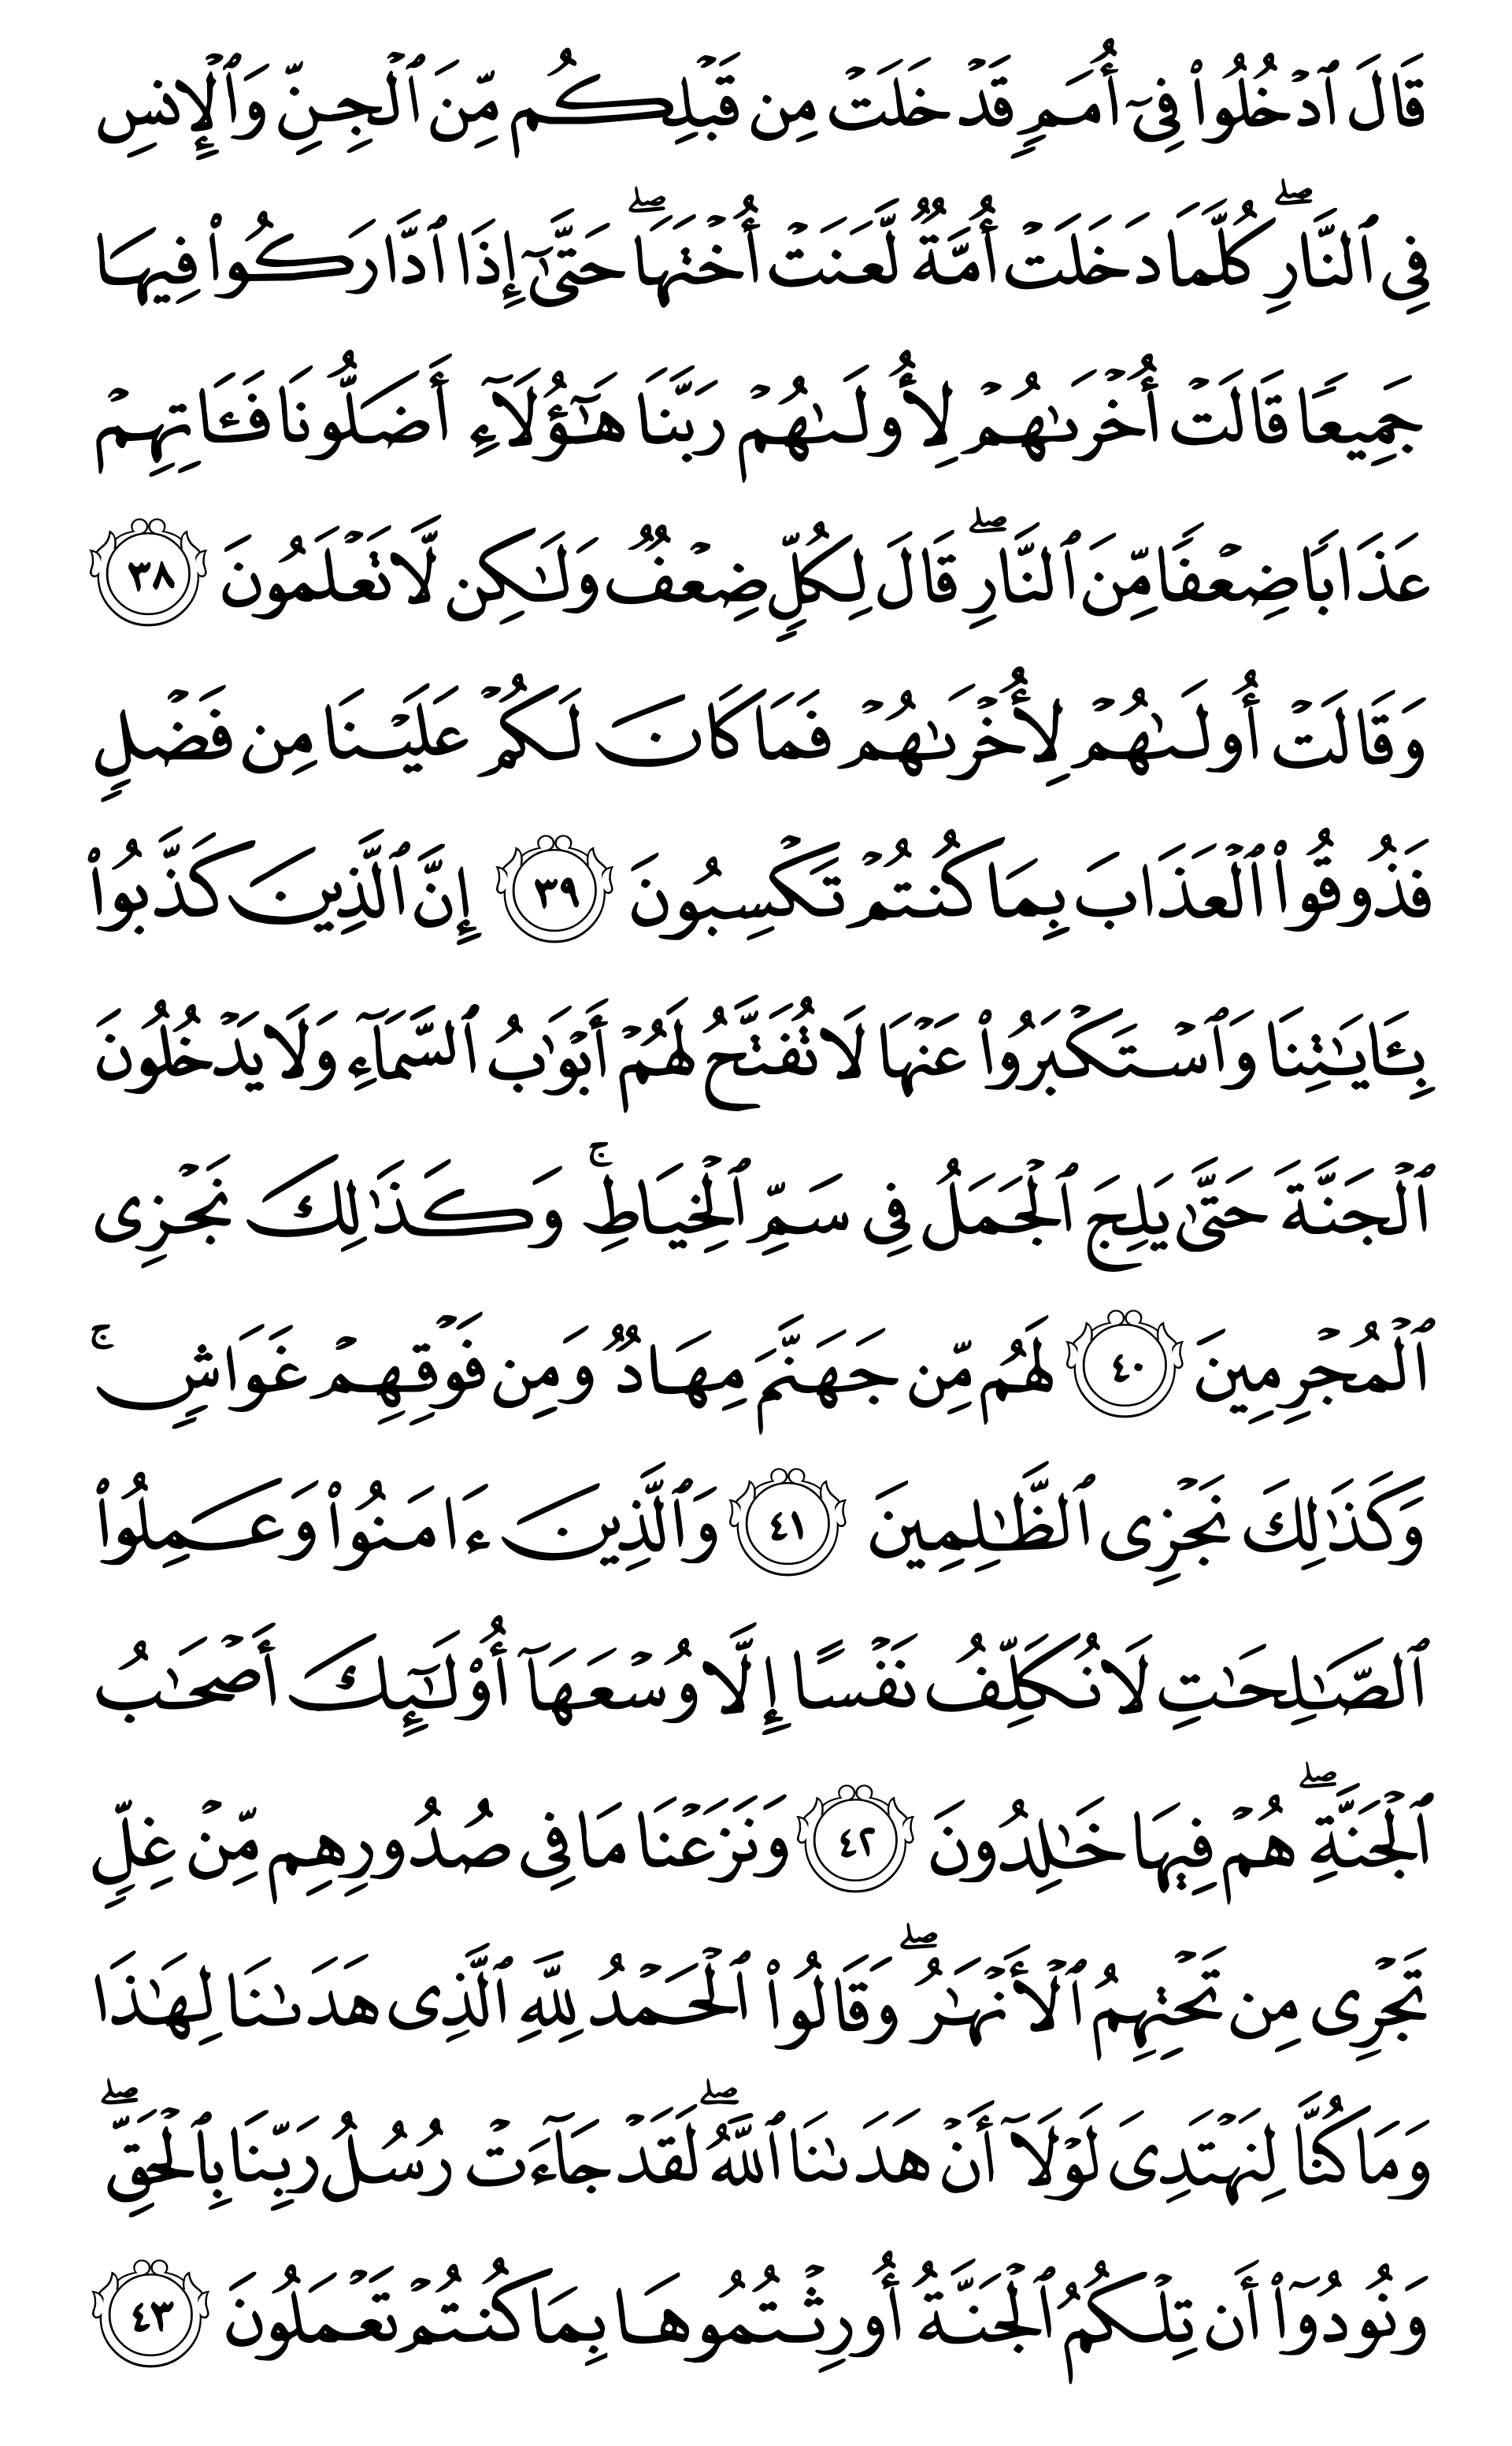 قَالَ ٱدۡخُلُواْ فِيٓ أُمَمٖ قَدۡ خَلَتۡ مِن قَبۡلِكُم مِّنَ ٱلۡجِنِّ وَٱلۡإِنسِ
فِي ٱلنَّارِۖ كُلَّمَا دَخَلَتۡ أُمَّةٞ لَّعَنَتۡ أُخۡتَهَاۖ حَتَّىٰٓ إِذَا ٱدَّارَكُواْ فِيهَا
جَمِيعٗا قَالَتۡ أُخۡرَىٰهُمۡ لِأُولَىٰهُمۡ رَبَّنَا هَٰٓؤُلَآءِ أَضَلُّونَا فَـَٔاتِهِمۡ
عَذَابٗا ضِعۡفٗا مِّنَ ٱلنَّارِۖ قَالَ لِكُلّٖ ضِعۡفٞ وَلَٰكِن لَّا تَعۡلَمُونَ ٣٨
وَقَالَتۡ أُولَىٰهُمۡ لِأُخۡرَىٰهُمۡ فَمَا كَانَ لَكُمۡ عَلَيۡنَا مِن فَضۡلٖ
فَذُوقُواْ ٱلۡعَذَابَ بِمَا كُنتُمۡ تَكۡسِبُونَ ٣٩ إِنَّ ٱلَّذِينَ كَذَّبُواْ
بِـَٔايَٰتِنَا وَٱسۡتَكۡبَرُواْ عَنۡهَا لَا تُفَتَّحُ لَهُمۡ أَبۡوَٰبُ ٱلسَّمَآءِ وَلَا يَدۡخُلُونَ
ٱلۡجَنَّةَ حَتَّىٰ يَلِجَ ٱلۡجَمَلُ فِي سَمِّ ٱلۡخِيَاطِۚ وَكَذَٰلِكَ نَجۡزِي
ٱلۡمُجۡرِمِينَ ٤٠ لَهُم مِّن جَهَنَّمَ مِهَادٞ وَمِن فَوۡقِهِمۡ غَوَاشٖۚ
وَكَذَٰلِكَ نَجۡزِي ٱلظَّٰلِمِينَ ٤١ وَٱلَّذِينَ ءَامَنُواْ وَعَمِلُواْ
ٱلصَّٰلِحَٰتِ لَا نُكَلِّفُ نَفۡسًا إِلَّا وُسۡعَهَآ أُوْلَٰٓئِكَ أَصۡحَٰبُ
ٱلۡجَنَّةِۖ هُمۡ فِيهَا خَٰلِدُونَ ٤٢ وَنَزَعۡنَا مَا فِي صُدُورِهِم مِّنۡ غِلّٖ
تَجۡرِي مِن تَحۡتِهِمُ ٱلۡأَنۡهَٰرُۖ وَقَالُواْ ٱلۡحَمۡدُ لِلَّهِ ٱلَّذِي هَدَىٰنَا لِهَٰذَا
وَمَا كُنَّا لِنَهۡتَدِيَ لَوۡلَآ أَنۡ هَدَىٰنَا ٱللَّهُۖ لَقَدۡ جَآءَتۡ رُسُلُ رَبِّنَا بِٱلۡحَقِّۖ
وَنُودُوٓاْ أَن تِلۡكُمُ ٱلۡجَنَّةُ أُورِثۡتُمُوهَا بِمَا كُنتُمۡ تَعۡمَلُونَ ٤٣